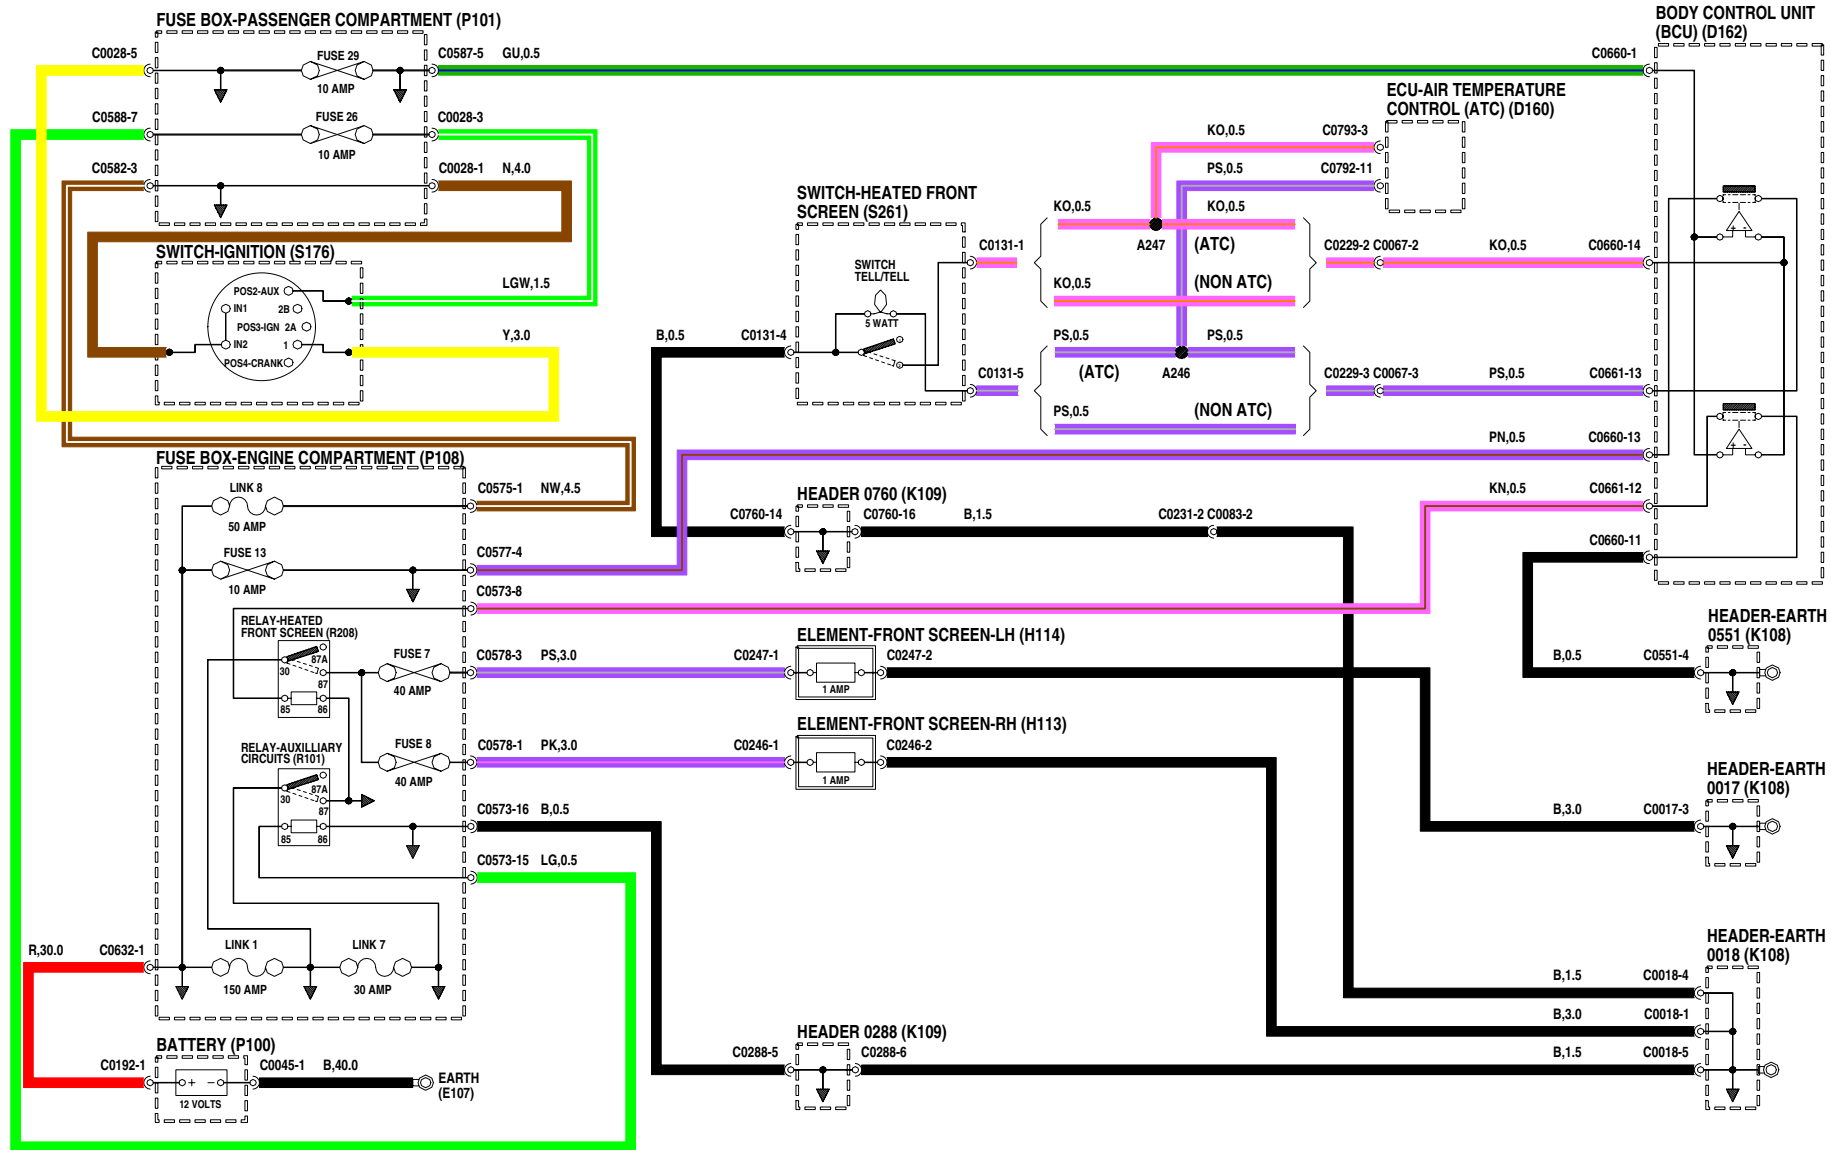 FUSE BOX-PASSENGER COMPARTMENT (P101)
C0028-5
FUSE 29
10 AMP
C0587-5
GU,0.5
C0660-1
BODY CONTROL UNIT
(BCU) (D162)
C0588-7
FUSE 26
10 AMP
C0028-3
C0582-3
C0028-1
N,4.0
ECU-AIR TEMPERATURE
CONTROL (ATC) (D160)
KO,0.5
C0793-3
PS,0.5
C0792-11
SWITCH-IGNITION (S176)
POS2-AUX
IN1
2B
POS3-IGN
2A
IN2
1
POS4-CRANK
LGW,1.5
Y,3.0
SWITCH-HEATED FRONT
SCREEN (S261)
SWITCH
TELL/TELL
5 WATT
B,0.5
C0131-4
C0131-1
C0131-5
KO,0.5
KO,0.5
A247
(ATC)
KO,0.5
(NON ATC)
PS,0.5
PS,0.5
(ATC)
A246
PS,0.5
(NON ATC)
C0229-2
C0067-2
KO,0.5
C0660-14
C0229-3
C0067-3
PS,0.5
C0661-13
PN,0.5
C0660-13
KN,0.5
C0661-12
C0660-11
+ -
+ -
FUSE BOX-ENGINE COMPARTMENT (P108)
LINK 8
50 AMP
C0575-1
NW,4.5
FUSE 13
10 AMP
C0577-4
C0573-8
RELAY-HEATED
FRONT SCREEN (R208)
87A
30
87
85
86
FUSE 7
40 AMP
C0578-3
PS,3.0
RELAY-AUXILLIARY
CIRCUITS (R101)
87A
30
87
85
86
FUSE 8
40 AMP
C0578-1
PK,3.0
C0573-16
B,0.5
C0573-15
LG,0.5
LINK 1
150 AMP
LINK 7
30 AMP
R,30.0
C0632-1
HEADER 0760 (K109)
C0760-14
C0760-16
B,1.5
C0231-2
C0083-2
ELEMENT-FRONT SCREEN-LH (H114)
C0247-1
1 AMP
C0247-2
ELEMENT-FRONT SCREEN-RH (H113)
C0246-1
1 AMP
C0246-2
HEADER-EARTH
0551 (K108)
B,0.5
C0551-4
HEADER-EARTH
0017 (K108)
B,3.0
C0017-3
HEADER-EARTH
0018 (K108)
B,1.5
C0018-4
B,3.0
C0018-1
B,1.5
C0018-5
HEADER 0288 (K109)
C0288-5
C0288-6
BATTERY (P100)
C0192-1
+ -
12 VOLTS
C0045-1
B,40.0
EARTH
(E107)